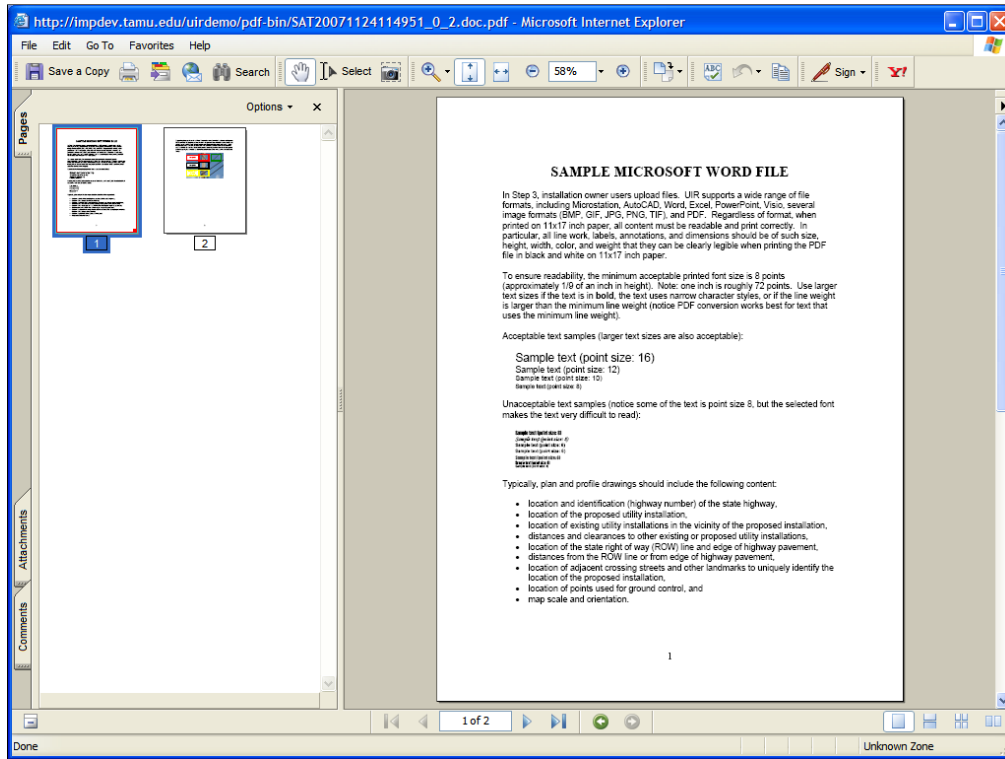 http://impdev.tamu.edu/uirdemo/pdf-bin/SAT20071124114951_0_2.doc.pdf - Microsoft Internet Explorer
File Edit Go To Favorites Help
Save a Copy Search Select 58% Sign Y!
Options
Pages
1
2
Attachments
Comments
SAMPLE MICROSOFT WORD FILE
In Step 3, installation owner users upload files. UIR supports a wide range of file
formats, including Microstation, AutoCAD, Word, Excel, PowerPoint, Visio, several
image formats (BMP, GIF, JPG, PNG, TIF), and PDF. Regardless of format, when
printed on 11x17 inch paper, all content must be readable and print correctly. In
particular, all line work, labels, annotations, and dimensions should be of such size,
height, width, color, and weight that they can be clearly legible when printing the PDF
file in black and white on 11x17 inch paper.
To ensure readability, the minimum acceptable printed font size is 8 points
(approximately 1/9 of an inch in height). Note: one inch is roughly 72 points. Use larger
text sizes if the text is in bold, the text uses narrow character styles, or if the line weight
is larger than the minimum line weight (notice PDF conversion works best for text that
uses the minimum line weight).
Acceptable text samples (larger text sizes are also acceptable):
Sample text (point size: 16)
Sample text (point size: 12)
Sample text (point size: 10)
Sample text (point size: 8)
Unacceptable text samples (notice some of the text is point size 8, but the selected font
makes the text very difficult to read):
Sample text (point size: 8)
Sample text (point size: 8)
Sample text (point size: 8)
Typically, plan and profile drawings should include the following content:
• location and identification (highway number) of the state highway,
• location of the proposed utility installation,
• location of existing utility installations in the vicinity of the proposed installation,
• distances and clearances to other existing or proposed utility installations,
• location of the state right of way (ROW) line and edge of highway pavement,
• distances from the ROW line or from edge of highway pavement,
• location of adjacent crossing streets and other landmarks to uniquely identify the
location of the proposed installation,
• location of points used for ground control, and
• map scale and orientation.
1
1 of 2
Done
Unknown Zone